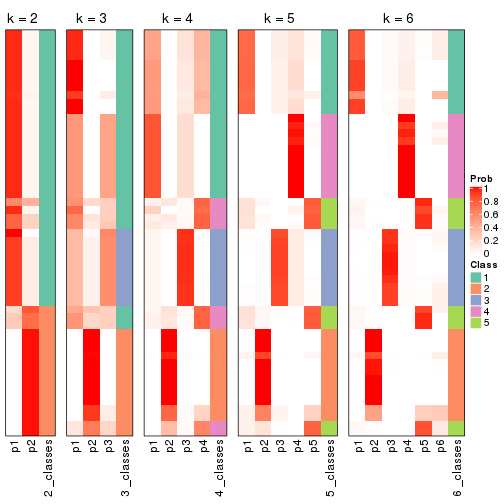 k = 2
k = 3
k = 4
k = 5
k = 6
p1
p2
2_classes
p1
p2
p3
3_classes
p1
p2
p3
p4
4_classes
p1
p2
p3
p4
p5
5_classes
p1
p2
p3
p4
p5
p6
6_classes
Prob
1
0.8
0.6
0.4
0.2
0
Class
1
2
3
4
5